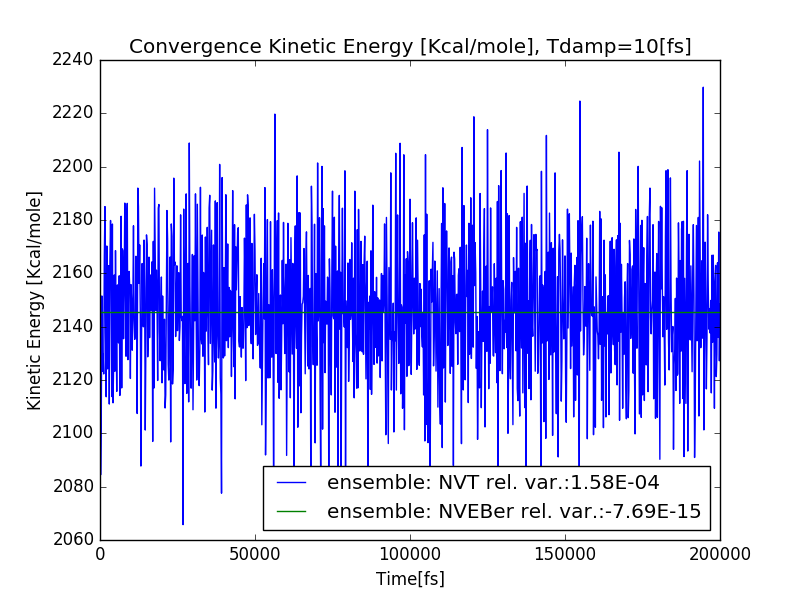 Convergence Kinetic Energy [Kcal/mole], Tdamp=10[fs]
Kinetic Energy [Kcal/mole]
2240
2220
2200
2180
2160
2140
2120
2100
2080
2060
ensemble: NVT rel. var.:1.58E-04
ensemble: NVEBer rel. var.:-7.69E-15
0 50000 100000 150000 200000
Time[fs]